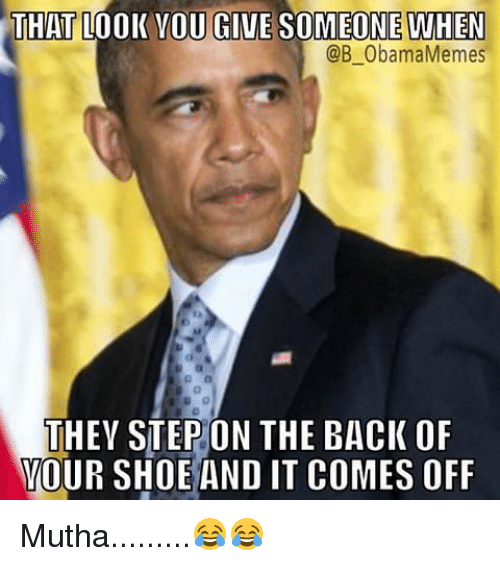 THAT LOOK YOU GIVE SOMEONE WHEN
@B_ObamaMemes
THEY STEP ON THE BACK OF
YOUR SHOE AND IT COMES OFF
Mutha.........😂😂